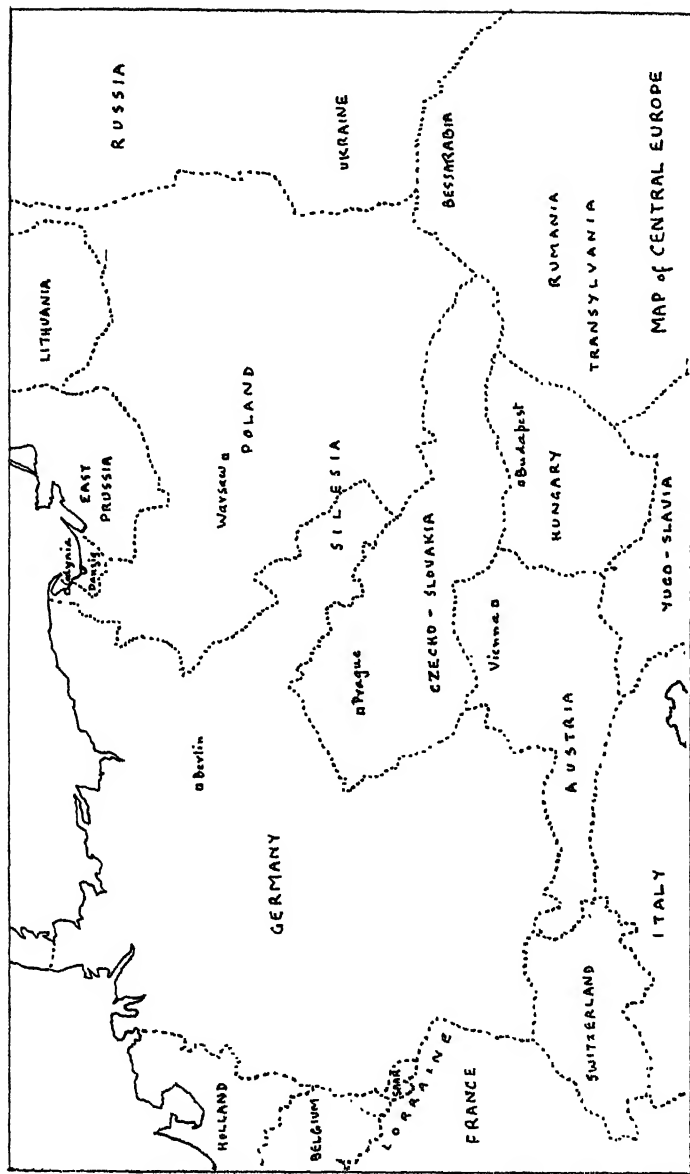 LITHUANIA
RUSSIA
Gdynia
Danzig
EAST
PRUSSIA
Berlin
Warsaw
POLAND
HOLLAND
GERMANY
BELGIUM
SILESIA
UKRAINE
Prague
SAAR
LORRAINE
CZECHO-SLOVAKIA
BESSARABIA
FRANCE
Vienna
Budapest
HUNGARY
RUMANIA
TRANSYLVANIA
AUSTRIA
SWITZERLAND
ITALY
YUGO-SLAVIA
MAP of CENTRAL EUROPE